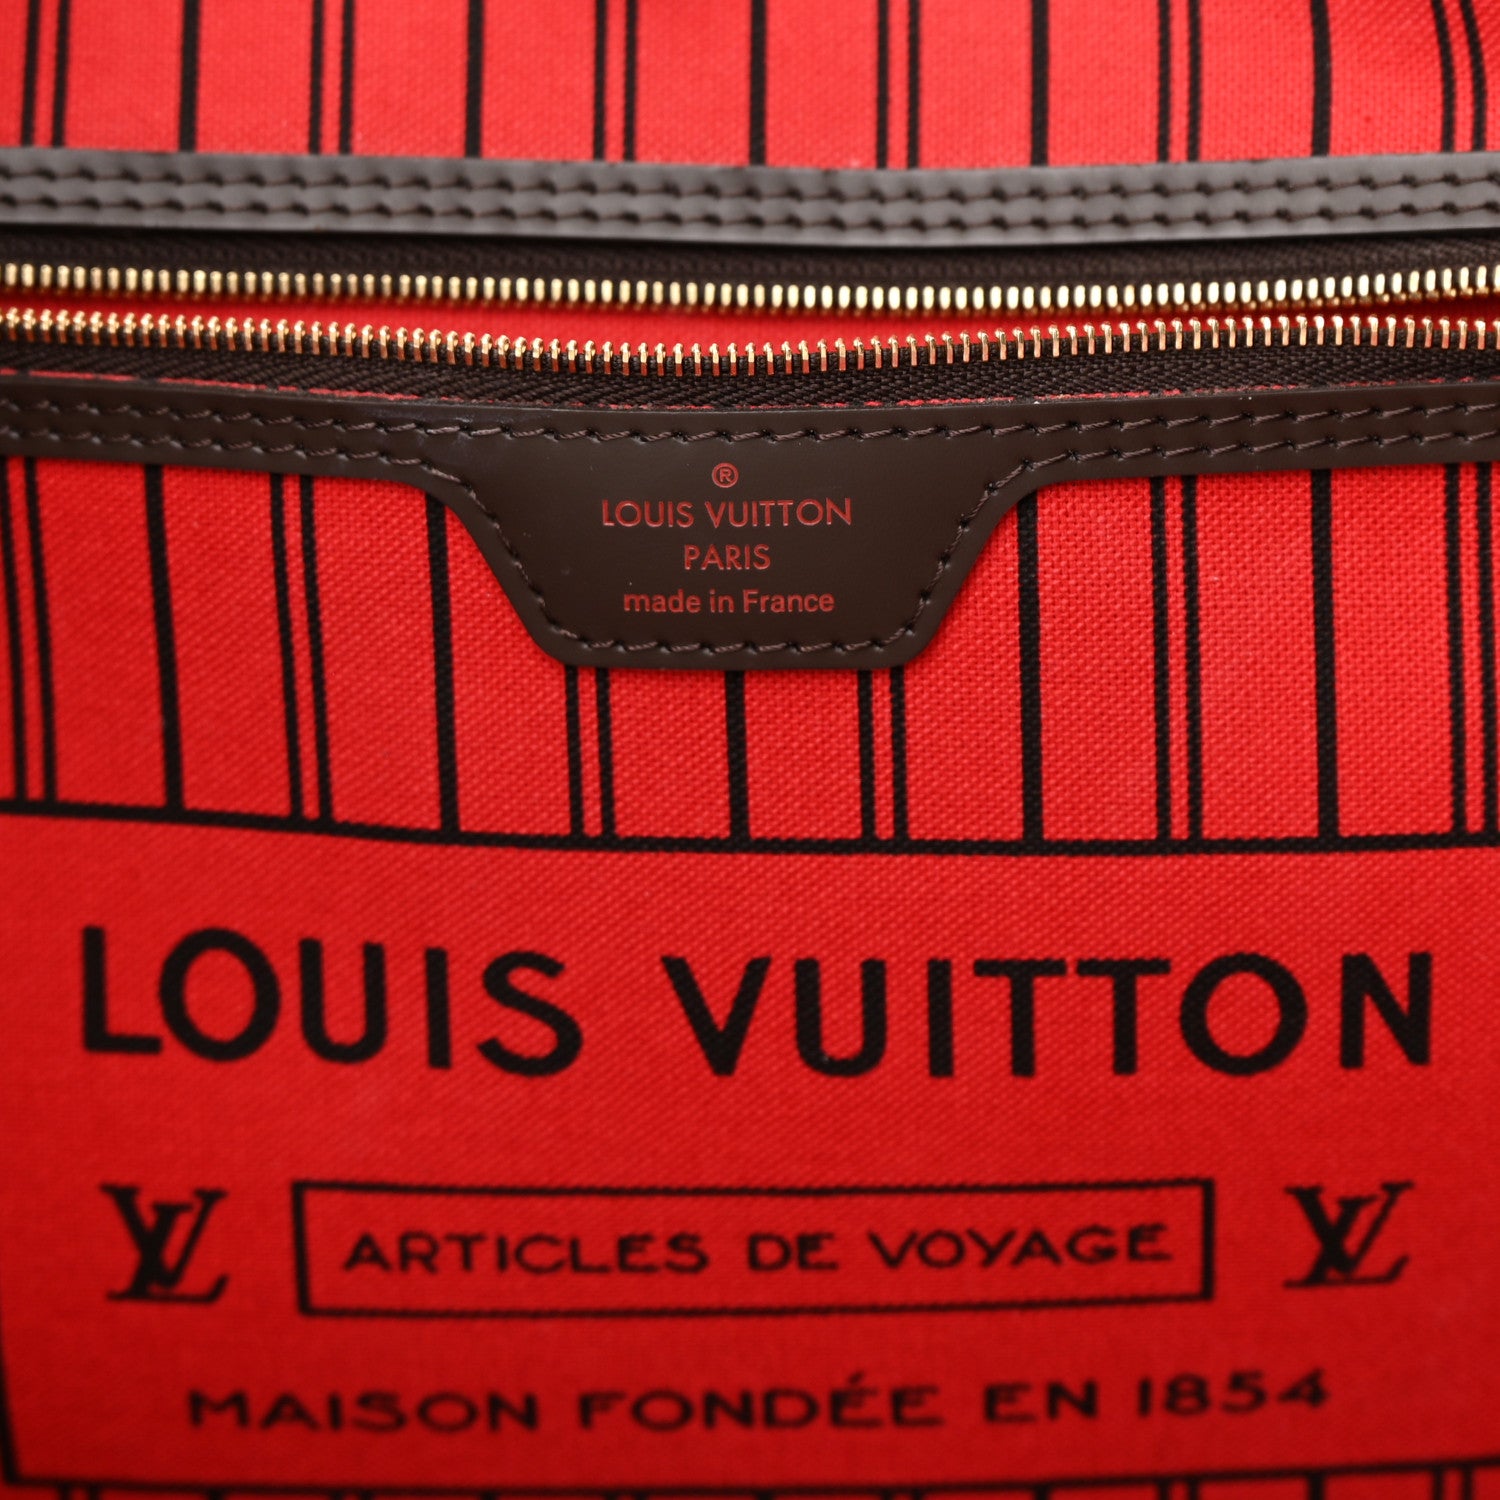 ®
LOUIS VUITTON
PARIS
made in France
LOUIS VUITTON
LV ARTICLES DE VOYAGE LV
MAISON FONDÉE EN 1854